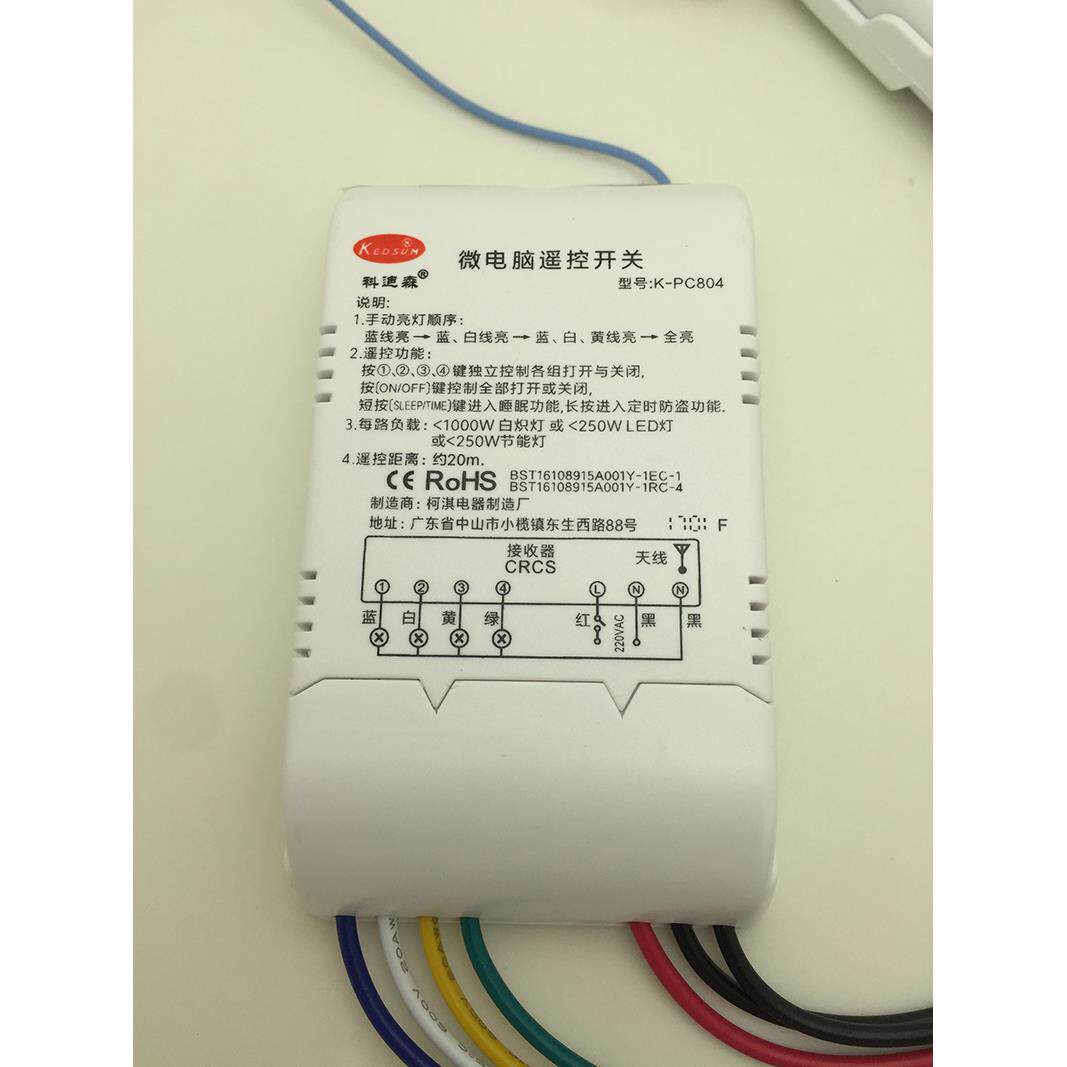 KEDSUN®
科迪森®
微电脑遥控开关
型号:K-PC804
说明:
1.手动亮灯顺序:
蓝线亮→蓝、白线亮→蓝、白、黄线亮→全亮
2.遥控功能:
按①、②、③、④键独立控制各组打开与关闭,
按(ON/OFF)键控制全部打开或关闭,
短按(SLEEP/TIME)键进入睡眠功能,长按进入定时防盗功能.
3.每路负载:<1000W白炽灯 或 <250W LED灯
或<250W节能灯
4.遥控距离:约20m.
CE RoHS BST16108915A001Y-1EC-1
BST16108915A001Y-1RC-4
制造商:柯淇电器制造厂
地址:广东省中山市小榄镇东生西路88号 1701 F
接收器
CRCS
天线
① ② ③ ④ L N N
蓝 白 黄 绿 红 220VAC 黑 黑